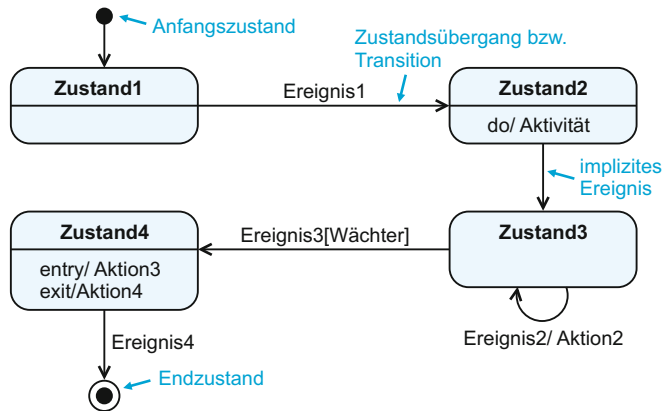 Anfangszustand
Zustandsübergang bzw.
Transition
Zustand1
Ereignis1
Zustand2
do/ Aktivität
implizites
Ereignis
Zustand4
entry/ Aktion3
exit/Aktion4
Ereignis3[Wächter]
Zustand3
Ereignis2/ Aktion2
Ereignis4
Endzustand